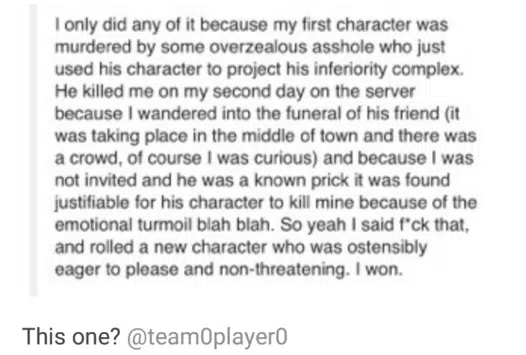 I only did any of it because my first character was
murdered by some overzealous asshole who just
used his character to project his inferiority complex.
He killed me on my second day on the server
because I wandered into the funeral of his friend (it
was taking place in the middle of town and there was
a crowd, of course I was curious) and because I was
not invited and he was a known prick it was found
justifiable for his character to kill mine because of the
emotional turmoil blah blah. So yeah I said f*ck that,
and rolled a new character who was ostensibly
eager to please and non-threatening. I won.
This one? @team0player0